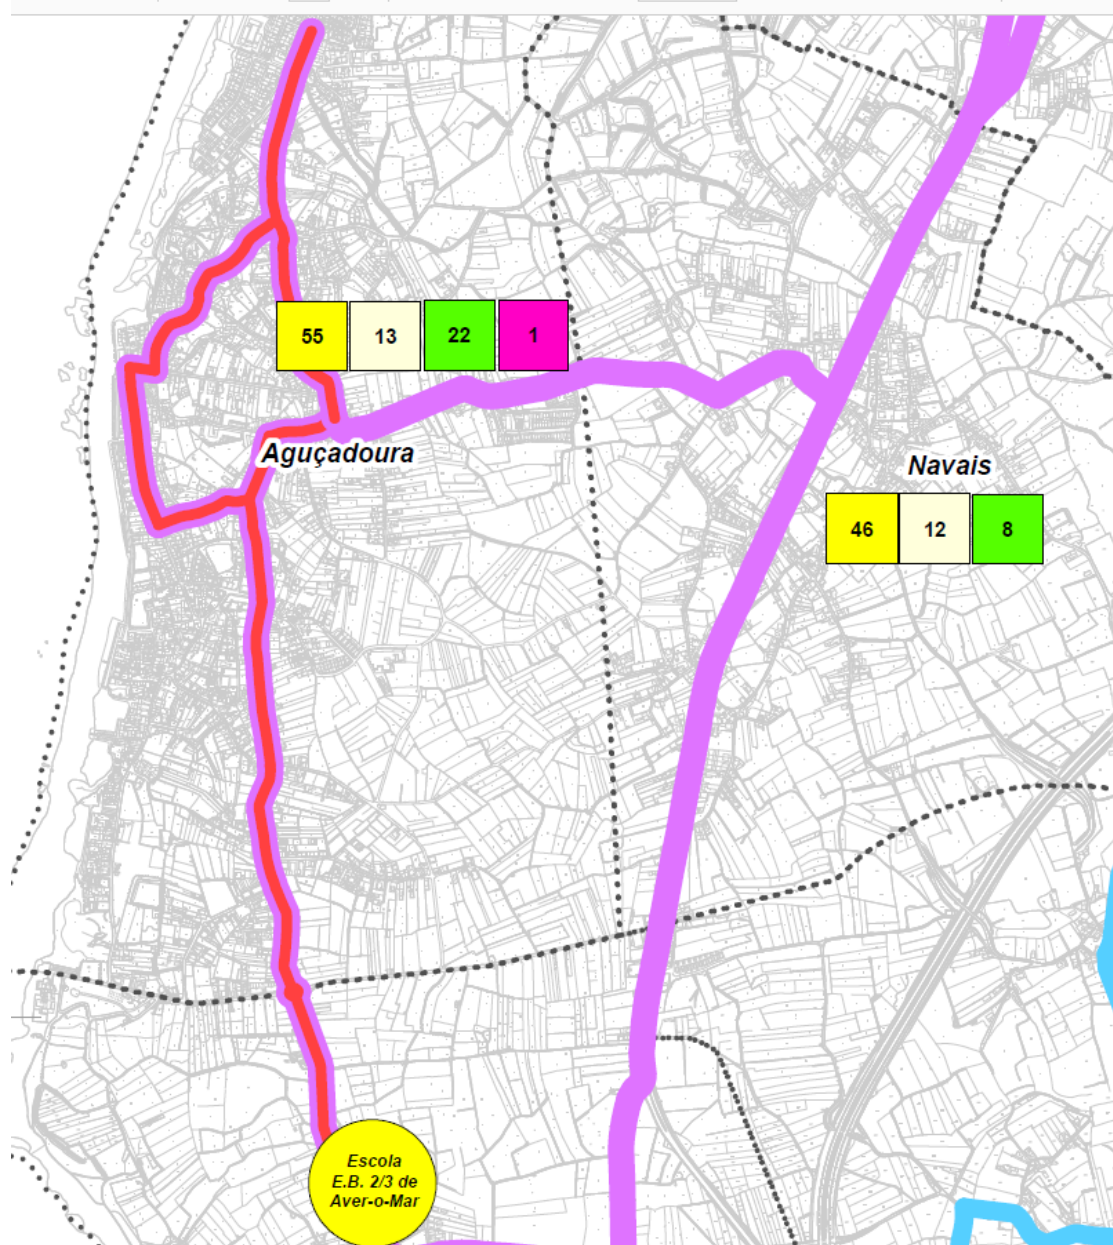 55 13 22 1
Aguçadoura
Navais
46 12 8
Escola
E.B. 2/3 de
Aver-o-Mar